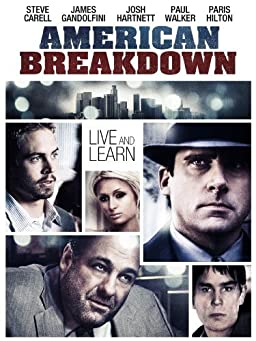 STEVE CARELL JAMES GANDOLFINI JOSH HARTNETT PAUL WALKER PARIS HILTON
AMERICAN
BREAKDOWN
LIVE AND
LEARN